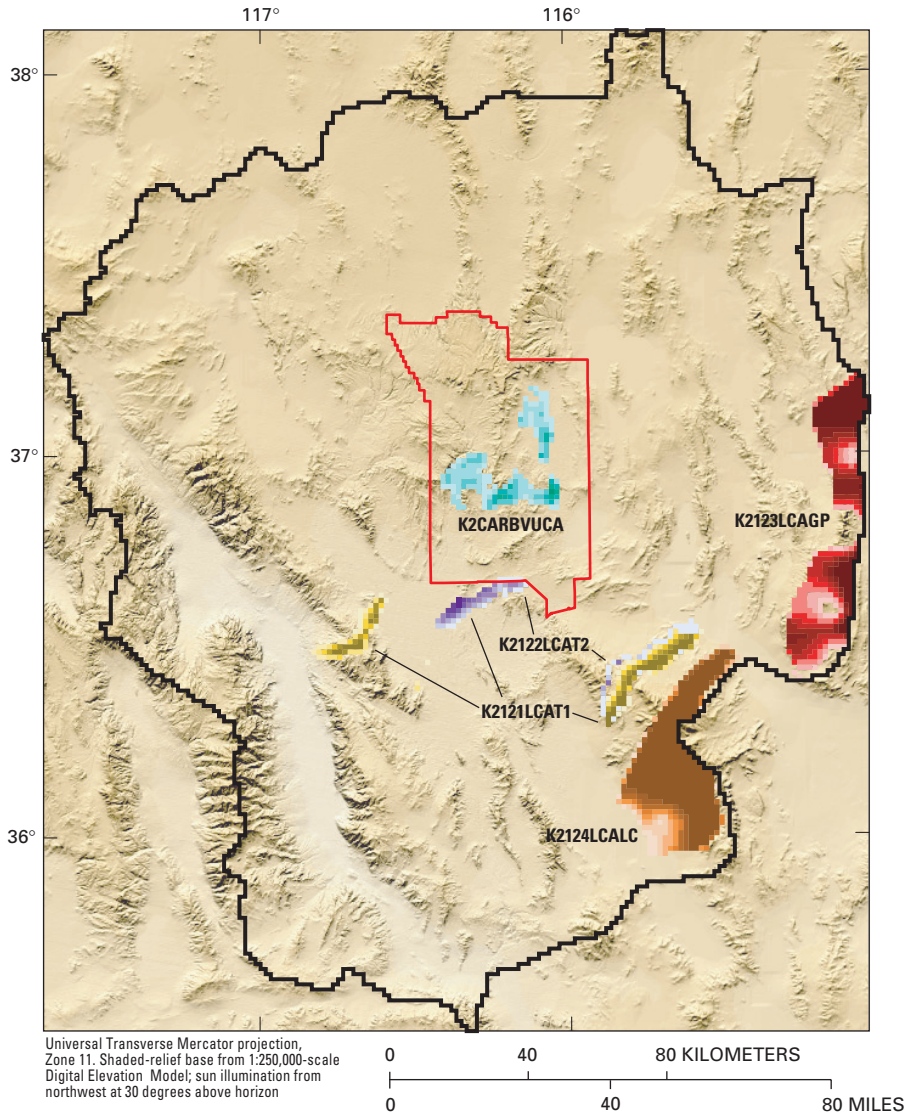 117°
116°
38°
37°
K2CARBVUCA
K2123LCAGP
K2122LCAT2
K2121LCAT1
36°
K2124LCALC
Universal Transverse Mercator projection,
Zone 11. Shaded-relief base from 1:250,000-scale
Digital Elevation Model; sun illumination from
northwest at 30 degrees above horizon
0 40 80 KILOMETERS
0 40 80 MILES